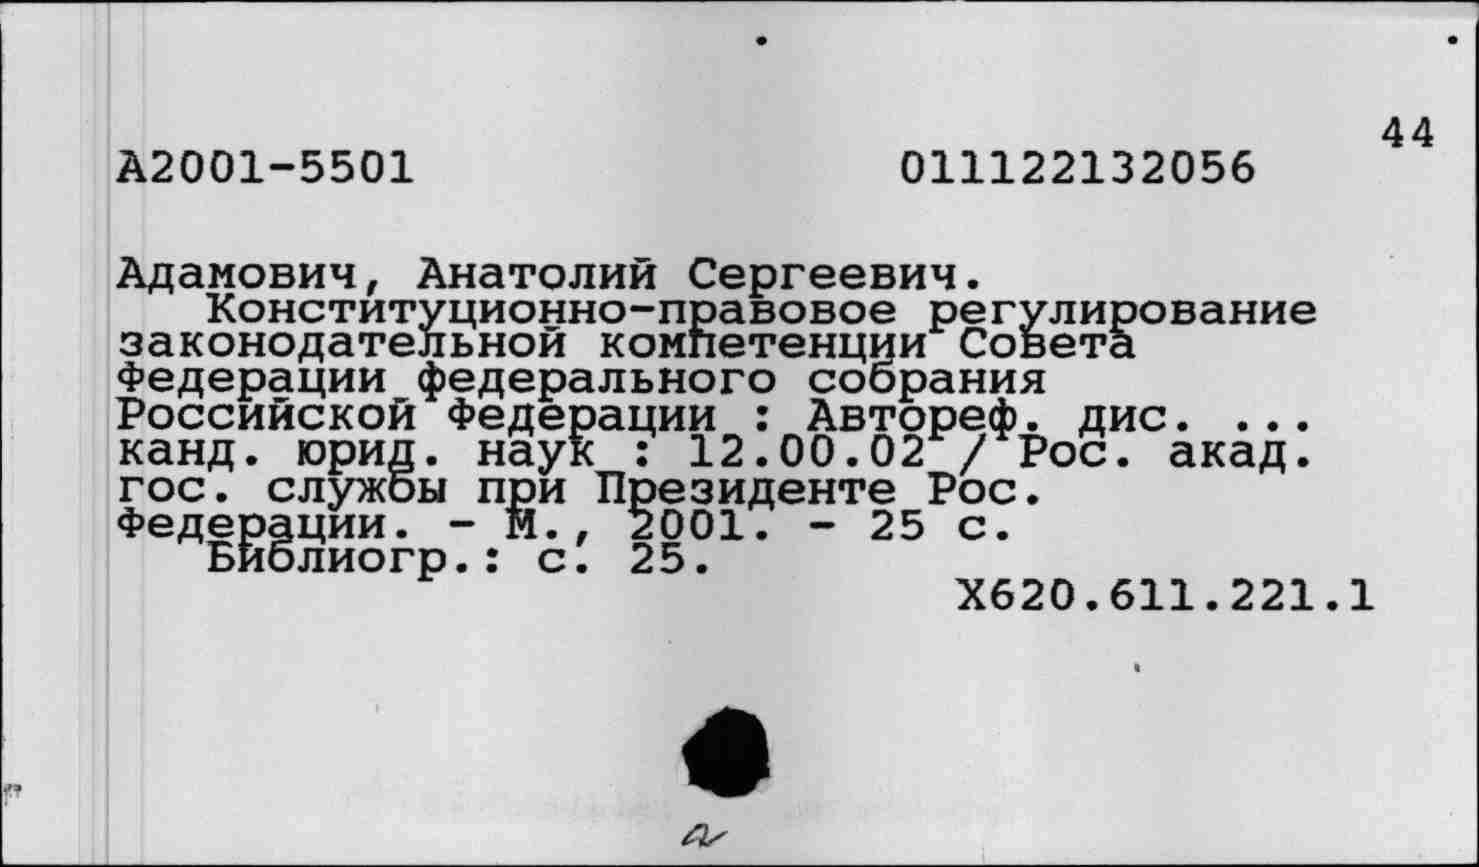 44
А2001-5501 011122132056
Адамович, Анатолий Сергеевич.
Конституционно-правовое регулирование
законодательной компетенции Совета
Федерации федерального собрания
Российской Федерации : Автореф. дис. ...
канд. юрид. наук : 12.00.02 / Рос. акад.
гос. службы при Президенте Рос.
Федерации. - М., 2001. - 25 с.
Библиогр.: с. 25.
Х620.611.221.1